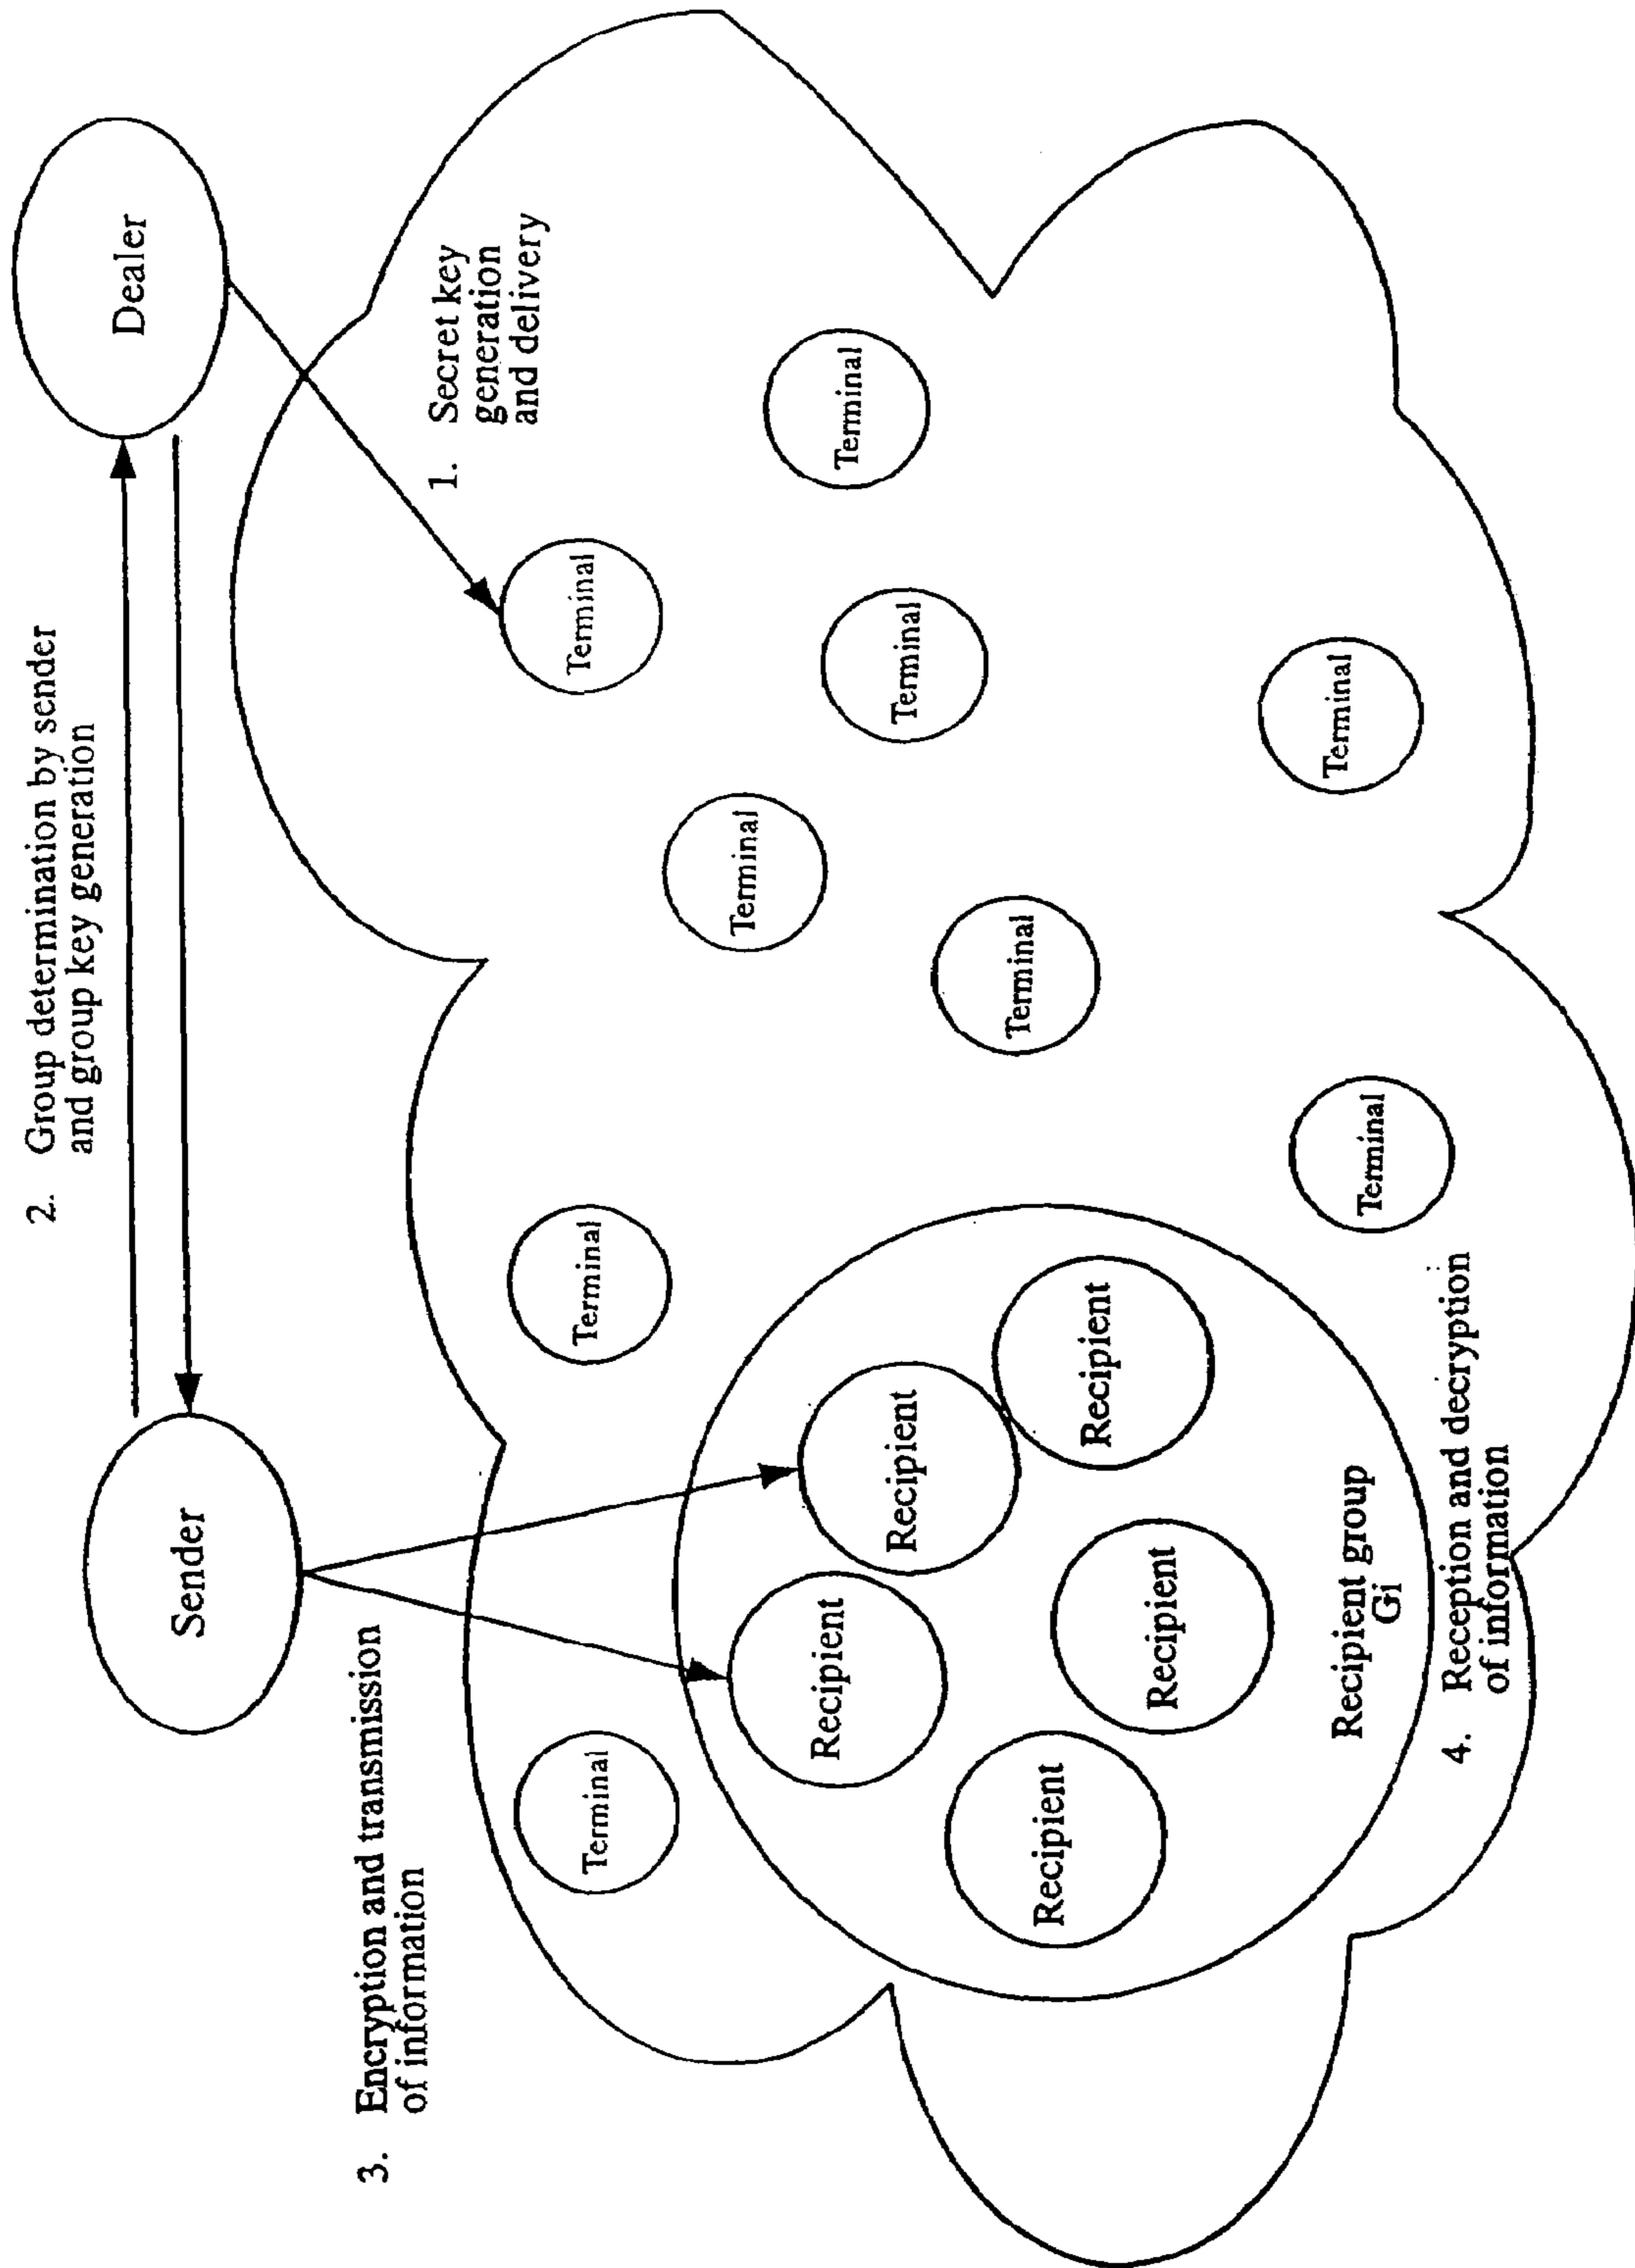 2. Group determination by sender
and group key generation
Dealer
Sender
3. Encryption and transmission
of information
1. Secret key
generation
and delivery
Terminal
Terminal
Terminal
Terminal
Recipient
Terminal
Recipient
Terminal
Terminal
Recipient
Recipient
Recipient
Terminal
Recipient group
Gi
Terminal
4. Reception and decryption
of information